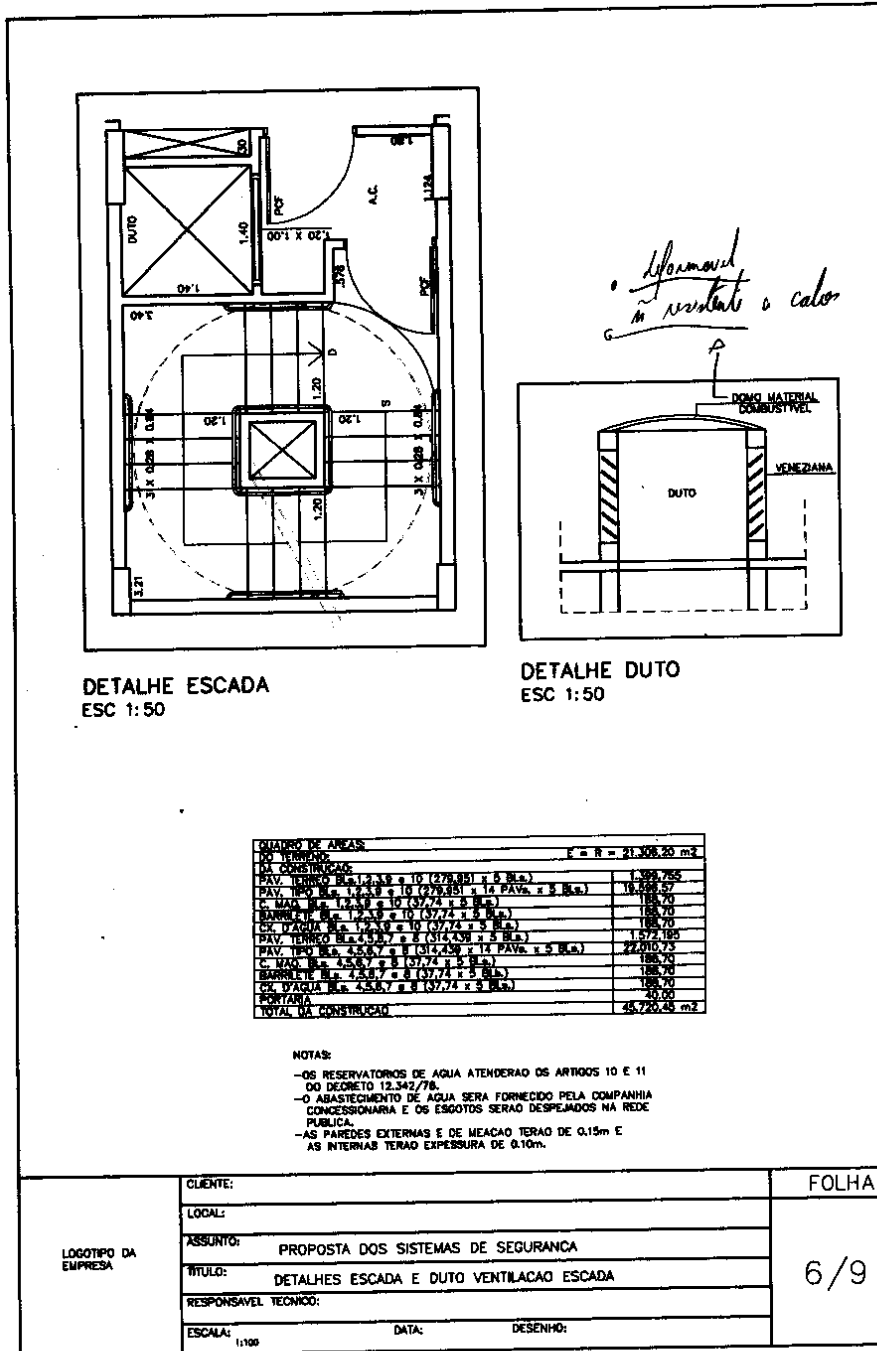 30
1.80
DUTO
1.40
PCF
A.C.
1.124
1.20 X 1.00
1.40
.578
PCF
3.40
D
1.20
S
1.20
1.20
3 X 0.28 X 0.84
3 X 0.28 X 0.84
1.20
3.21
DETALHE ESCADA
ESC 1:50
deformavel
ñ resistente a calor
DOMO MATERIAL
COMBUSTIVEL
VENEZIANA
DUTO
DETALHE DUTO
ESC 1:50
QUADRO DE AREAS:
DO TERRENO: E = R = 21.306,20 m2
DA CONSTRUCAO:
PAV. TERREO BLs.1,2,3,9 e 10 (279,951 x 5 BLs.) 1.399,755
PAV. TIPO BLs. 1,2,3,9 e 10 (279,951 x 14 PAVs. x 5 BLs.) 19.596,57
C. MAQ. BLs. 1,2,3,9 e 10 (37,74 x 5 BLs.) 188,70
BARRILETE BLs. 1,2,3,9 e 10 (37,74 x 5 BLs.) 188,70
CX. D'AGUA BLs. 1,2,3,9 e 10 (37,74 x 5 BLs.) 188,70
PAV. TERREO BLs.4,5,6,7 e 8 (314,439 x 5 BLs.) 1.572,195
PAV. TIPO BLs. 4,5,6,7 e 8 (314,439 x 14 PAVs. x 5 BLs.) 22.010,73
C. MAQ. BLs. 4,5,6,7 e 8 (37,74 x 5 BLs.) 188,70
BARRILETE BLs. 4,5,6,7 e 8 (37,74 x 5 BLs.) 188,70
CX. D'AGUA BLs. 4,5,6,7 e 8 (37,74 x 5 BLs.) 188,70
PORTARIA 40,00
TOTAL DA CONSTRUCAO 45.720,45 m2
NOTAS:
-OS RESERVATORIOS DE AGUA ATENDERAO OS ARTIGOS 10 E 11
DO DECRETO 12.342/78.
-O ABASTECIMENTO DE AGUA SERA FORNECIDO PELA COMPANHIA
CONCESSIONARIA E OS ESGOTOS SERAO DESPEJADOS NA REDE
PUBLICA.
-AS PAREDES EXTERNAS E DE MEACAO TERAO DE 0.15m E
AS INTERNAS TERAO EXPESSURA DE 0.10m.
LOGOTIPO DA
EMPRESA
CLIENTE:
LOCAL:
ASSUNTO: PROPOSTA DOS SISTEMAS DE SEGURANCA
TITULO: DETALHES ESCADA E DUTO VENTILACAO ESCADA
RESPONSAVEL TECNICO:
ESCALA: 1:100 DATA: DESENHO:
FOLHA
6/9